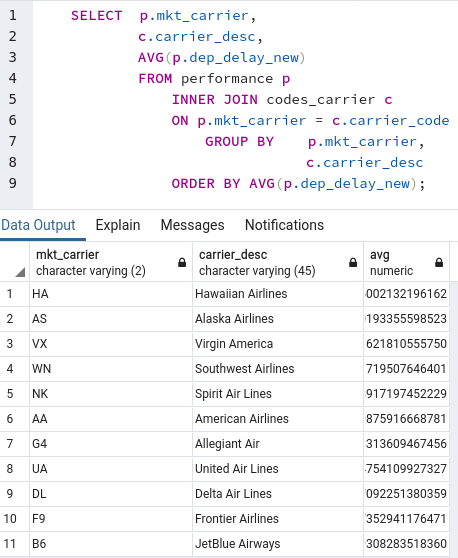 1 SELECT p.mkt_carrier,
2 c.carrier_desc,
3 AVG(p.dep_delay_new)
4 FROM performance p
5 INNER JOIN codes_carrier c
6 ON p.mkt_carrier = c.carrier_code
7 GROUP BY p.mkt_carrier,
8 c.carrier_desc
9 ORDER BY AVG(p.dep_delay_new);
Data Output Explain Messages Notifications
mkt_carrier carrier_desc avg
character varying (2) character varying (45) numeric
1 HA Hawaiian Airlines 002132196162
2 AS Alaska Airlines 193355598523
3 VX Virgin America 621810555750
4 WN Southwest Airlines 719507646401
5 NK Spirit Air Lines 917197452229
6 AA American Airlines 875916668781
7 G4 Allegiant Air 313609467456
8 UA United Air Lines 754109927327
9 DL Delta Air Lines 092251380359
10 F9 Frontier Airlines 352941176471
11 B6 JetBlue Airways 308283518360